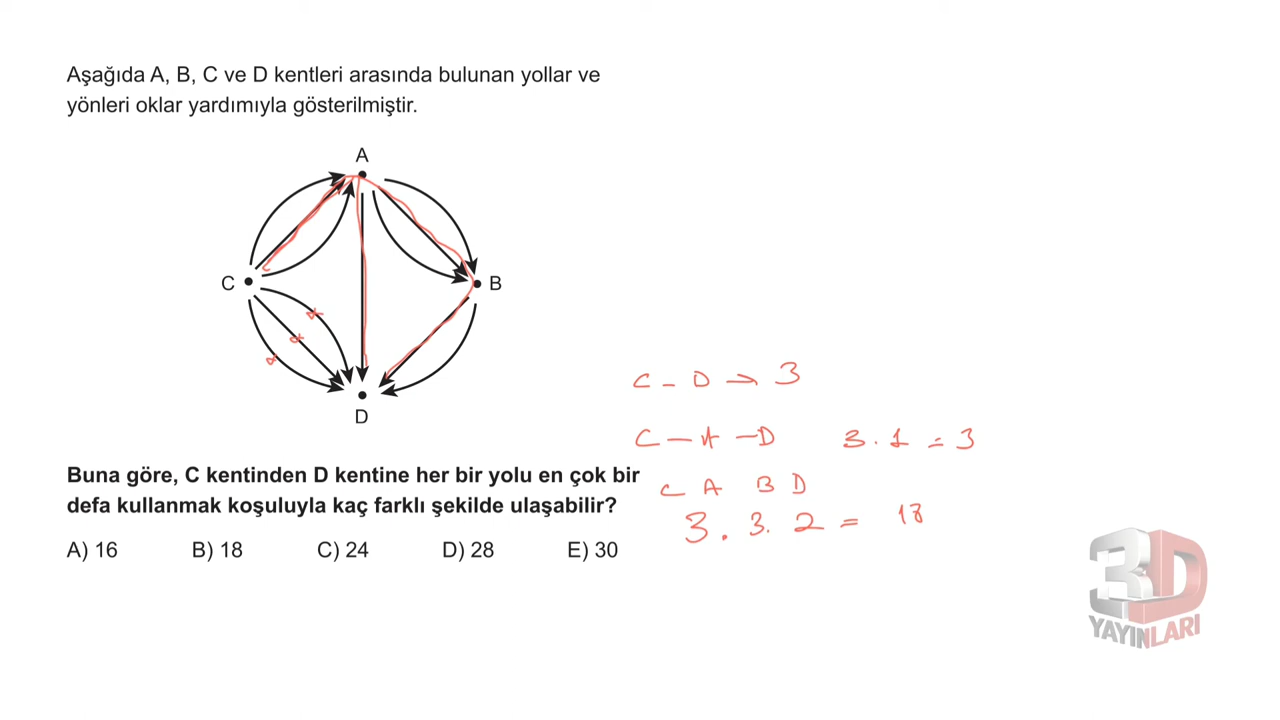 Aşağıda A, B, C ve D kentleri arasında bulunan yollar ve
yönleri oklar yardımıyla gösterilmiştir.
A
C
B
D
Buna göre, C kentinden D kentine her bir yolu en çok bir
defa kullanmak koşuluyla kaç farklı şekilde ulaşabilir?
A) 16 B) 18 C) 24 D) 28 E) 30
C - D → 3
C - A - D 3 . 1 = 3
C A B D
3 . 3 . 2 = 18
3D
YAYINLARI